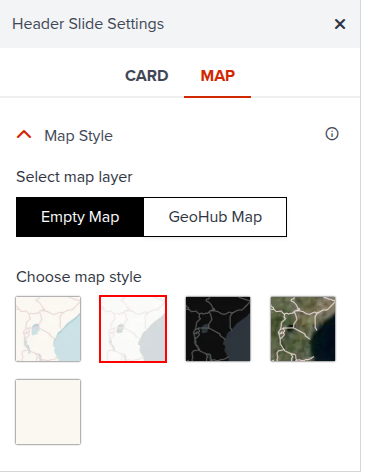 Header Slide Settings
CARD MAP
Map Style
Select map layer
Empty Map GeoHub Map
Choose map style